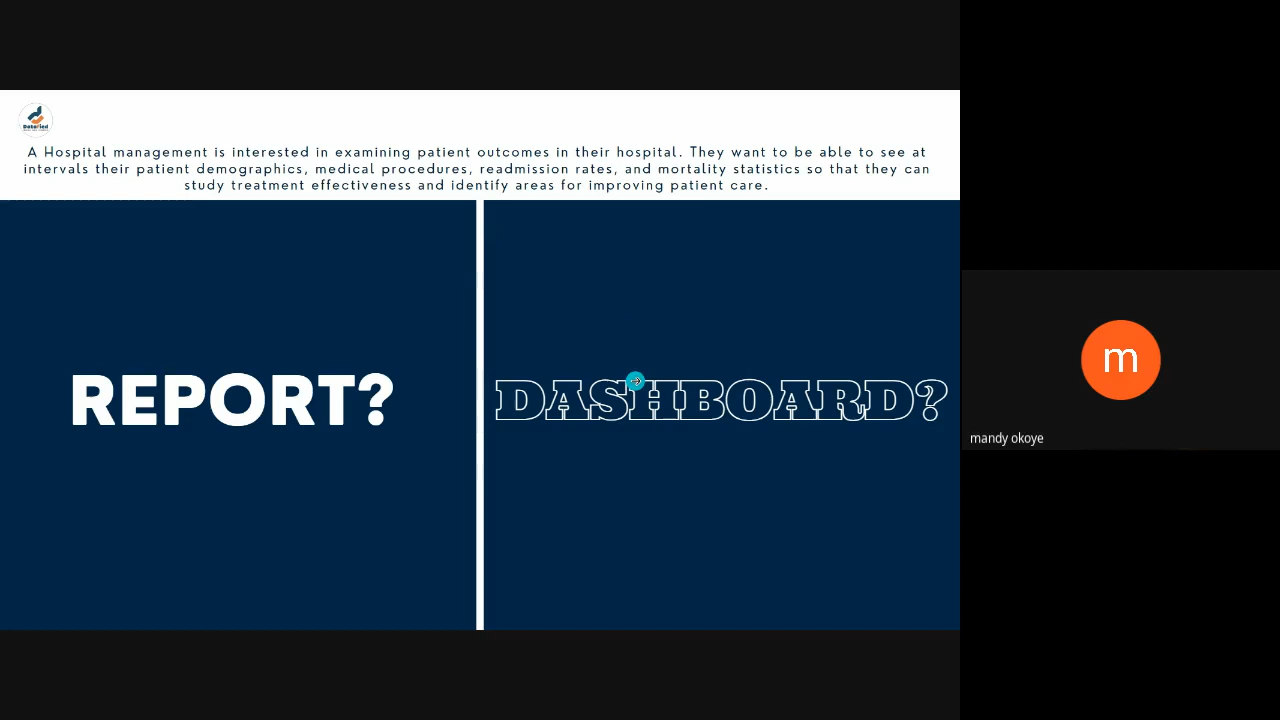 A Hospital management is interested in examining patient outcomes in their hospital. They want to be able to see at
intervals their patient demographics, medical procedures, readmission rates, and mortality statistics so that they can
study treatment effectiveness and identify areas for improving patient care.
REPORT?
DASHBOARD?
m
mandy okoye